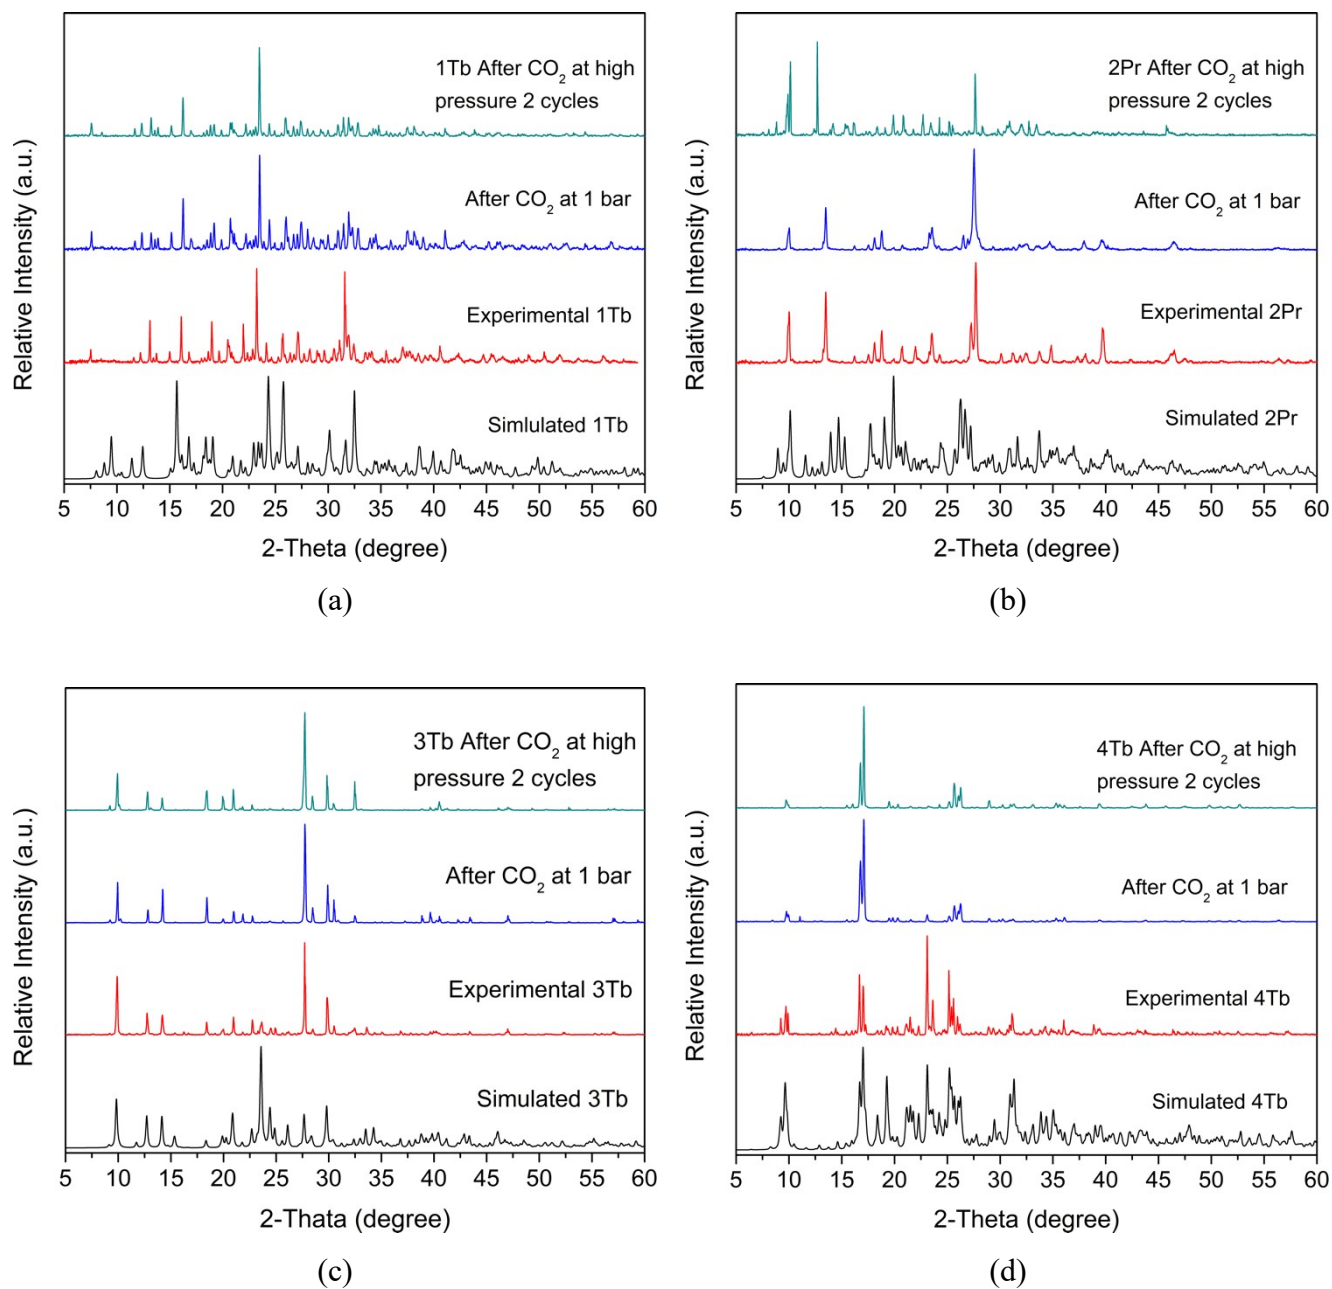 Relative Intensity (a.u.)
1Tb After CO2 at high
pressure 2 cycles
After CO2 at 1 bar
Experimental 1Tb
Simlulated 1Tb
5 10 15 20 25 30 35 40 45 50 55 60
2-Theta (degree)
(a)
Ralative Intensity (a.u.)
2Pr After CO2 at high
pressure 2 cycles
After CO2 at 1 bar
Experimental 2Pr
Simulated 2Pr
5 10 15 20 25 30 35 40 45 50 55 60
2-Theta (degree)
(b)
Relative Intensity (a.u.)
3Tb After CO2 at high
pressure 2 cycles
After CO2 at 1 bar
Experimental 3Tb
Simulated 3Tb
5 10 15 20 25 30 35 40 45 50 55 60
2-Thata (degree)
(c)
Relative Intensity (a.u.)
4Tb After CO2 at high
pressure 2 cycles
After CO2 at 1 bar
Experimental 4Tb
Simulated 4Tb
5 10 15 20 25 30 35 40 45 50 55 60
2-Theta (degree)
(d)